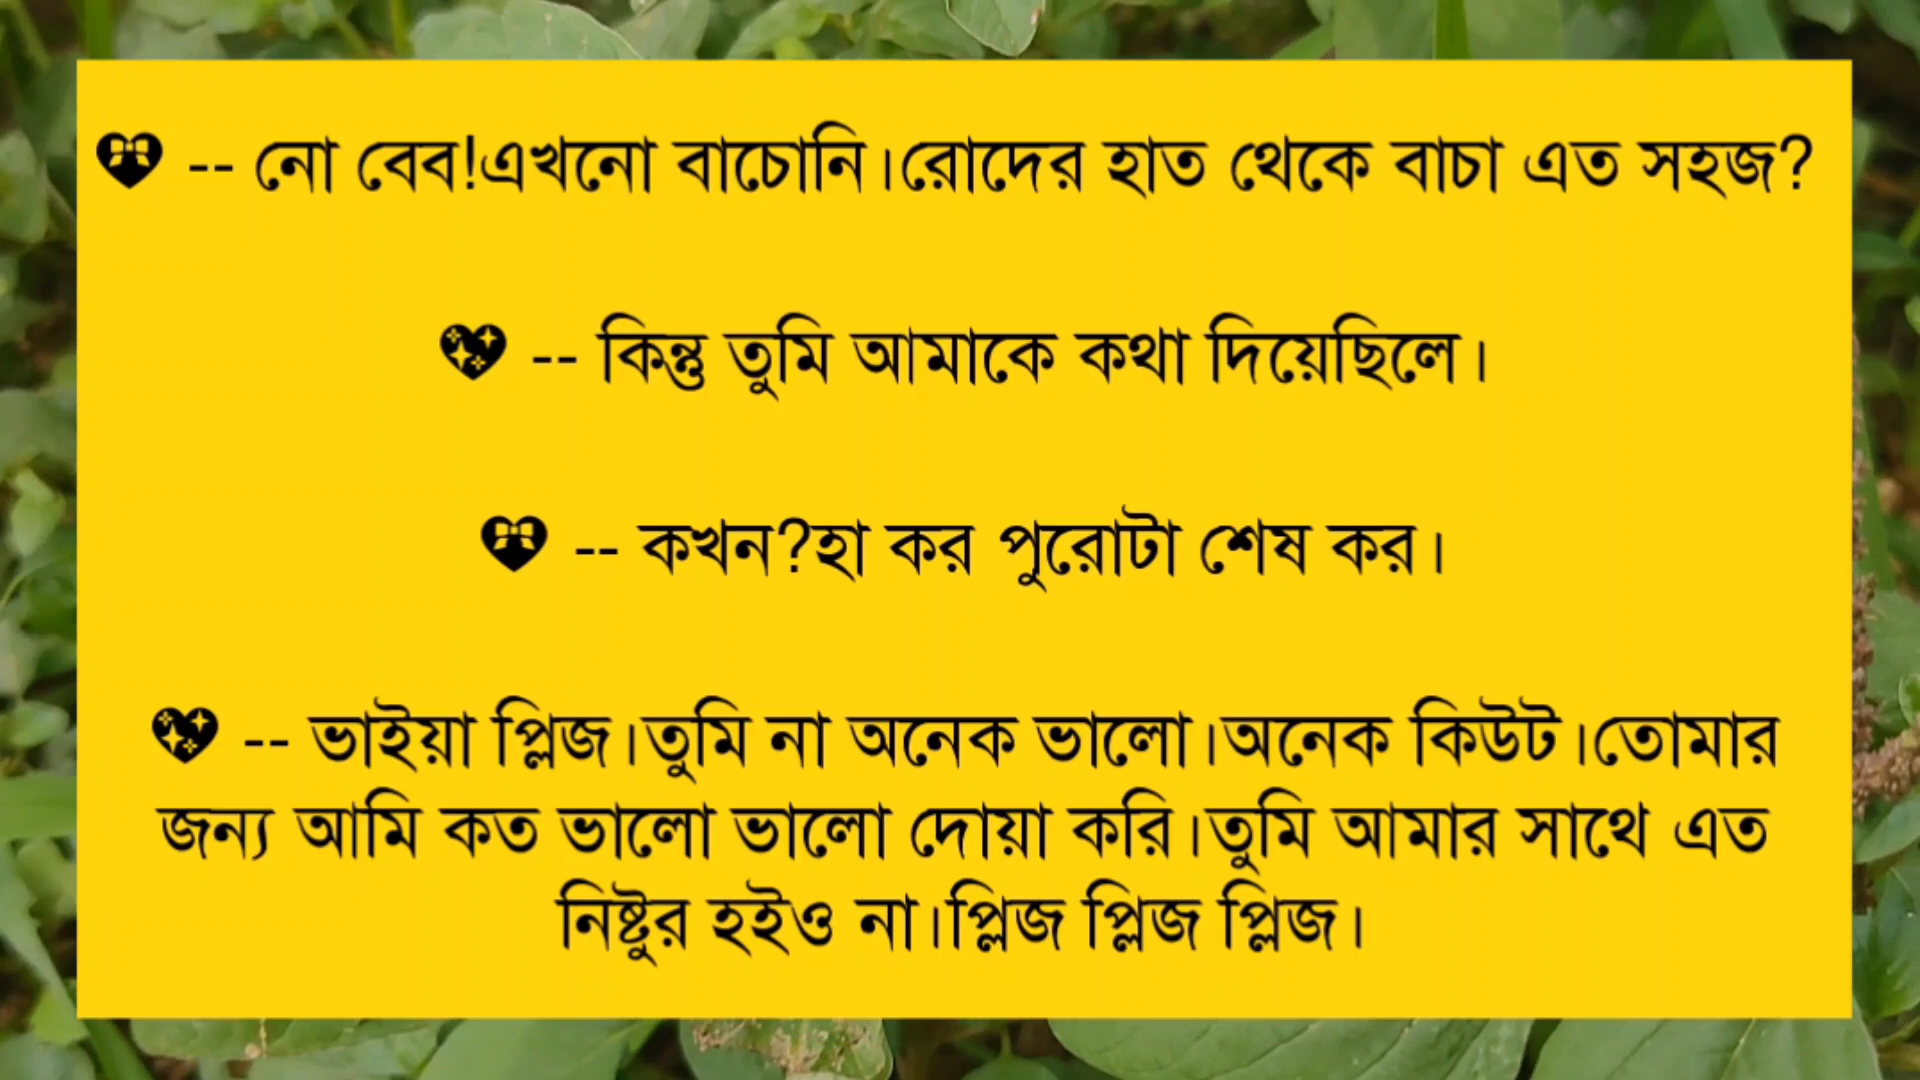 💝 -- নো বেব!এখনো বাচোনি।রোদের হাত থেকে বাচা এত সহজ?
💖 -- কিন্তু তুমি আমাকে কথা দিয়েছিলে।
💝 -- কখন?হা কর পুরোটা শেষ কর।
💖 -- ভাইয়া প্লিজ।তুমি না অনেক ভালো।অনেক কিউট।তোমার
জন্য আমি কত ভালো ভালো দোয়া করি।তুমি আমার সাথে এত
নিষ্টুর হইও না।প্লিজ প্লিজ প্লিজ।